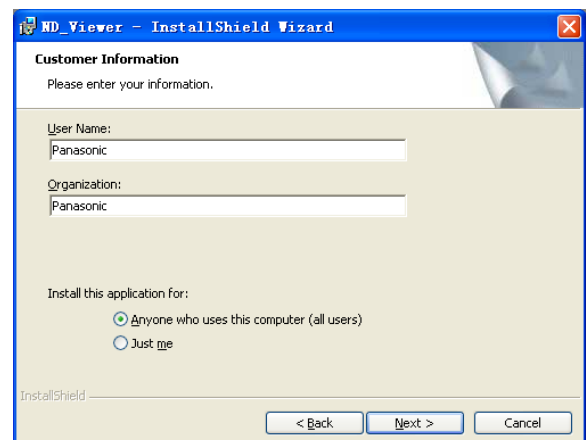 ND_Viewer - InstallShield Wizard
Customer Information
Please enter your information.
User Name:
Panasonic
Organization:
Panasonic
Install this application for:
Anyone who uses this computer (all users)
Just me
InstallShield
< Back Next > Cancel